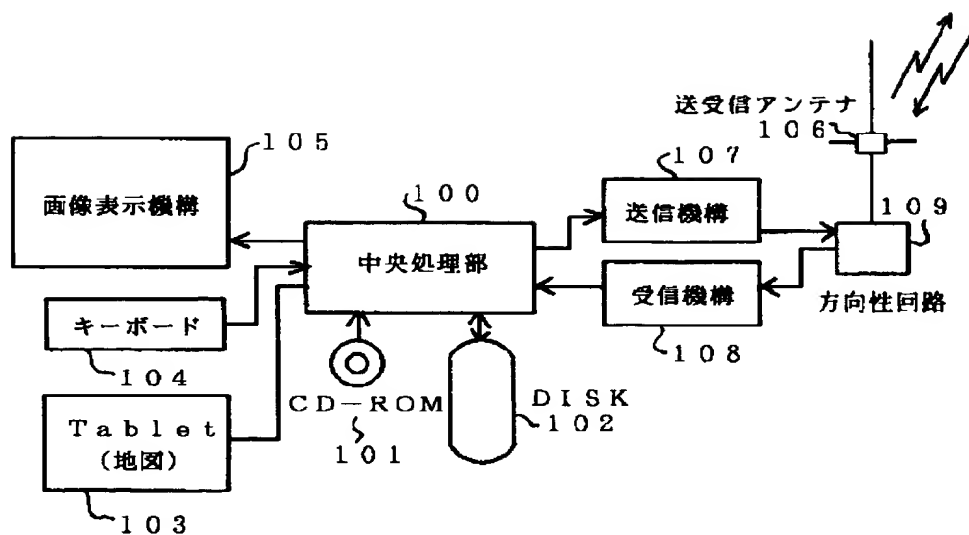 送受信アンテナ
106
105
107
100
109
画像表示機構
送信機構
中央処理部
受信機構
方向性回路
キーボード
108
104
CD-ROM
DISK
101
102
Tablet
(地図)
103